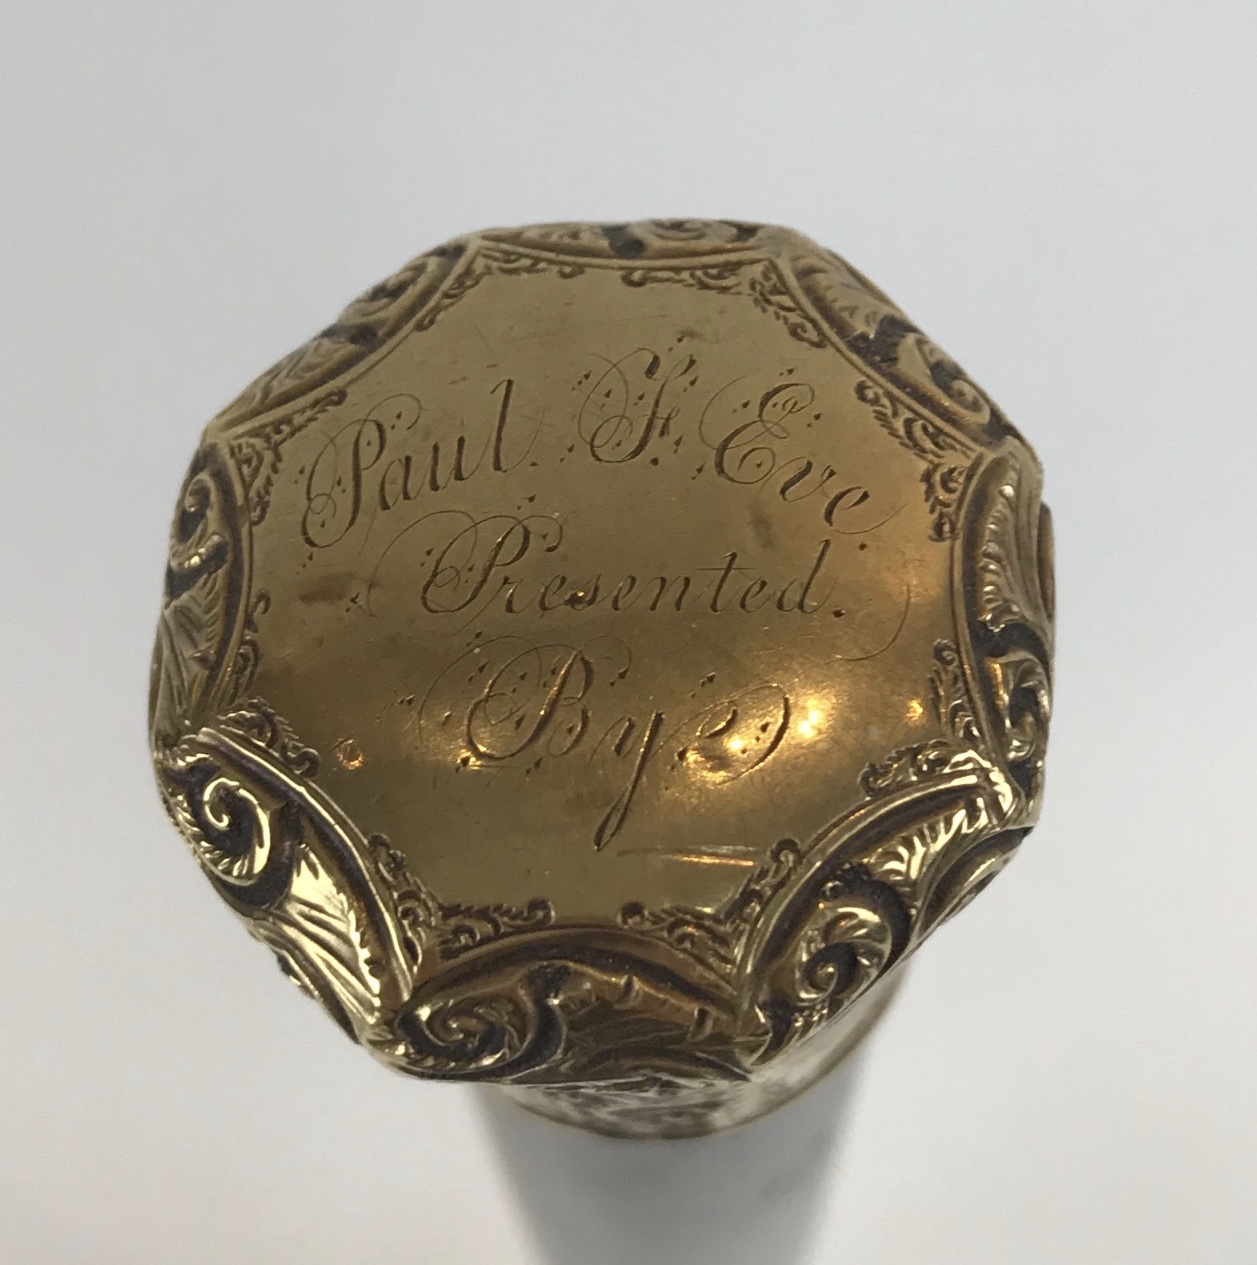 Paul F. Eve
Presented.
Bye